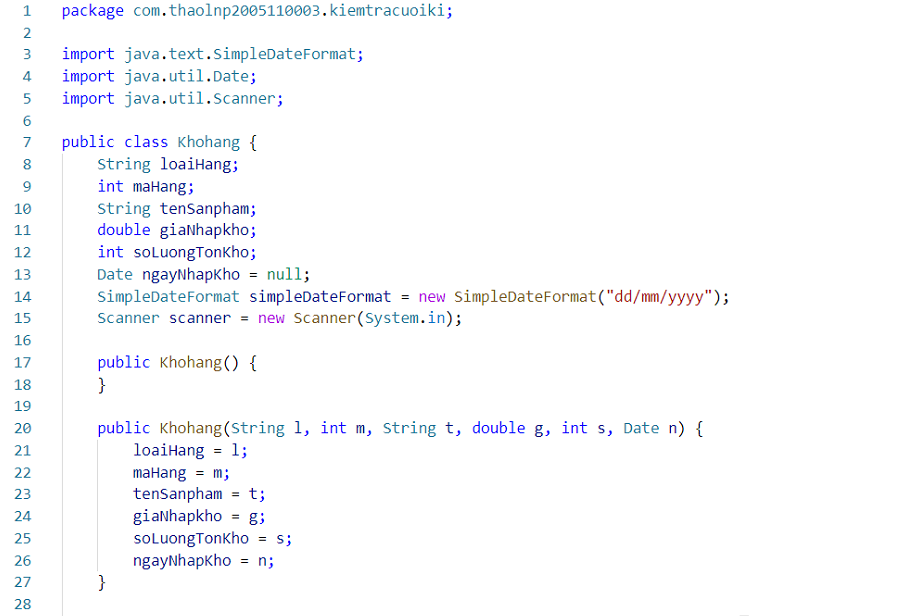 1 package com.thaolnp2005110003.kiemtracuoiki;
2
3 import java.text.SimpleDateFormat;
4 import java.util.Date;
5 import java.util.Scanner;
6
7 public class Khohang {
8 String loaiHang;
9 int maHang;
10 String tenSanpham;
11 double giaNhapkho;
12 int soLuongTonKho;
13 Date ngayNhapKho = null;
14 SimpleDateFormat simpleDateFormat = new SimpleDateFormat("dd/mm/yyyy");
15 Scanner scanner = new Scanner(System.in);
16
17 public Khohang() {
18 }
19
20 public Khohang(String l, int m, String t, double g, int s, Date n) {
21 loaiHang = l;
22 maHang = m;
23 tenSanpham = t;
24 giaNhapkho = g;
25 soLuongTonKho = s;
26 ngayNhapKho = n;
27 }
28